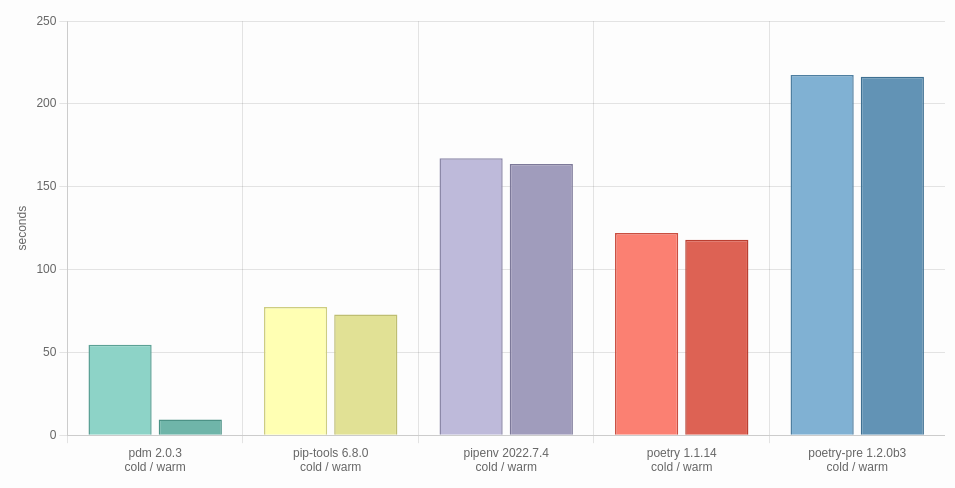 250
200
150
100
50
0
seconds
pdm 2.0.3
cold / warm
pip-tools 6.8.0
cold / warm
pipenv 2022.7.4
cold / warm
poetry 1.1.14
cold / warm
poetry-pre 1.2.0b3
cold / warm